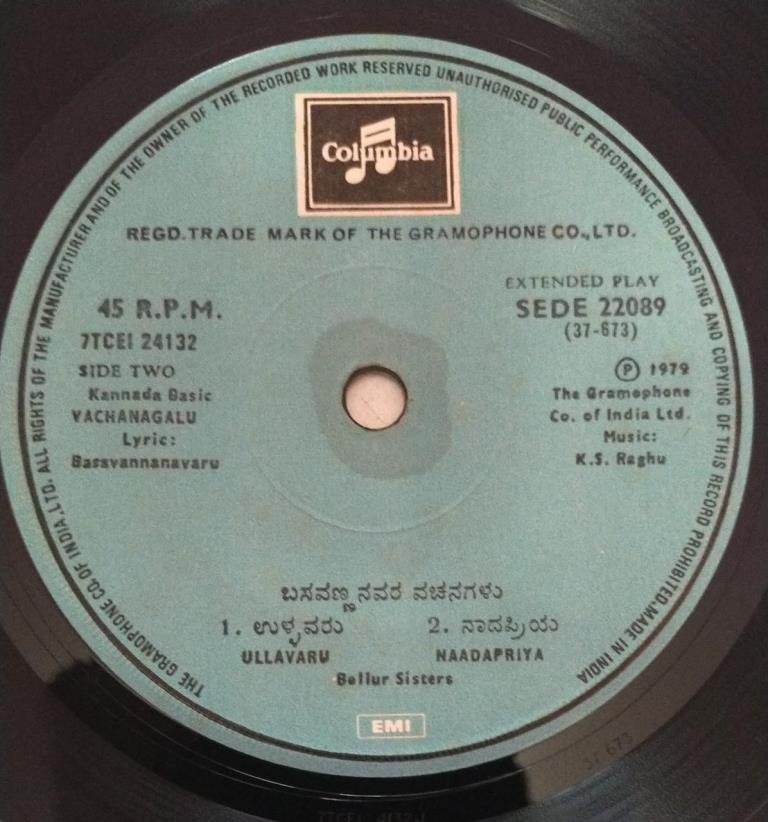 THE GRAMOPHONE CO. OF INDIA, LTD. ALL RIGHTS OF THE MANUFACTURER AND OF THE OWNER OF THE RECORDED WORK RESERVED UNAUTHORISED PUBLIC PERFORMANCE BROADCASTING AND COPYING OF THIS RECORD PROHIBITED. MADE IN INDIA
Columbia
REGD. TRADE MARK OF THE GRAMOPHONE CO., LTD.
45 R.P.M.
7TCEI 24132
SIDE TWO
Kannada Basic
VACHANAGALU
Lyric:
Basavannanavaru
EXTENDED PLAY
SEDE 22089
(37-673)
Ⓟ 1979
The Gramophone
Co. of India Ltd.
Music:
K.S. Raghu
ಬಸವಣ್ಣನವರ ವಚನಗಳು
1. ಉಳ್ಳವರು 2. ನಾದಪ್ರಿಯ
ULLAVARU NAADAPRIYA
Bellur Sisters
EMI